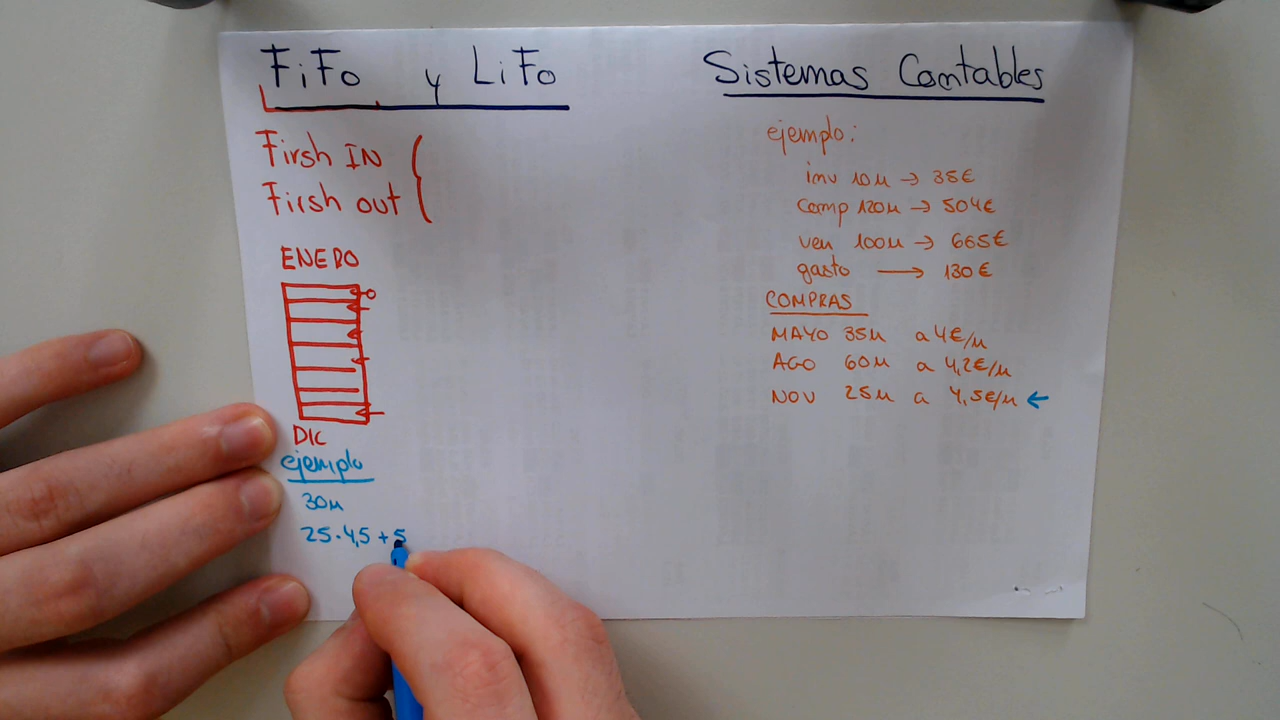 FiFo y LiFo
Firsh IN
Firsh out
ENERO
DIC
ejemplo
30u
25·4,5 + 5
Sistemas Contables
ejemplo:
inv 10u → 35€
Comp 120u → 504€
ven 100u → 665€
gasto → 130€
COMPRAS
MAYO 35u a 4€/u
AGO 60u a 4,2€/u
NOV 25u a 4,5€/u ←